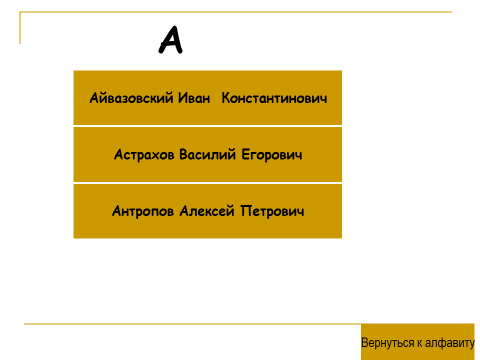 А
Айвазовский Иван  Константинович
Астрахов Василий Егорович
Антропов Алексей Петрович
Вернуться к алфавиту